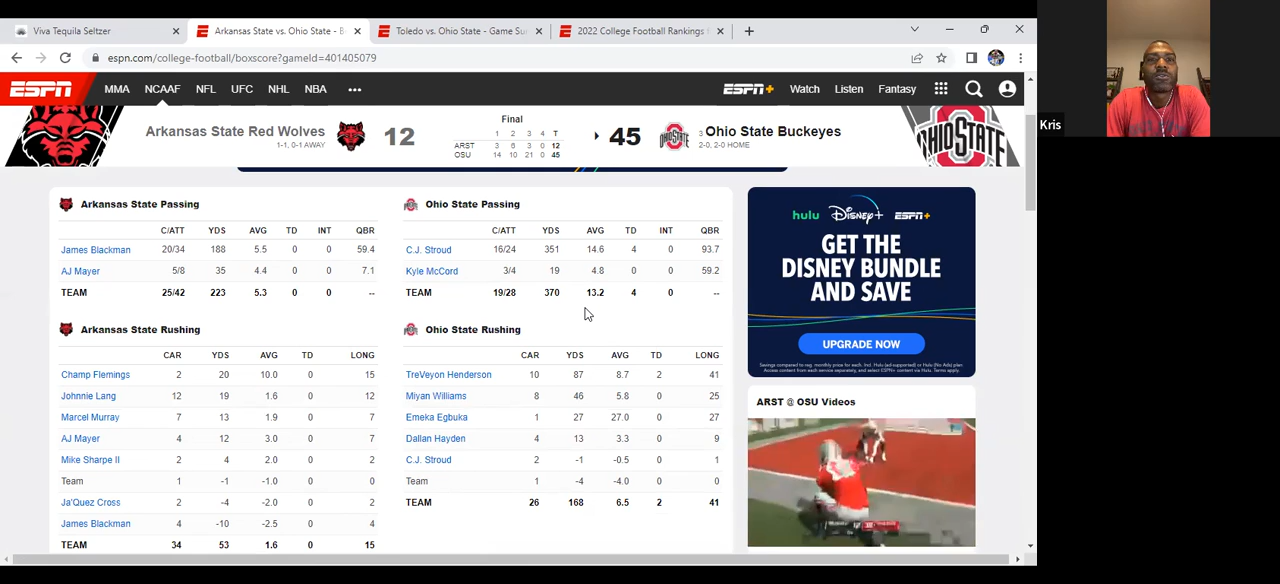 Viva Tequila Seltzer
Arkansas State vs. Ohio State - B
Toledo vs. Ohio State - Game Su
2022 College Football Rankings f
espn.com/college-football/boxscore?gameId=401405079
ESPN MMA NCAAF NFL UFC NHL NBA ESPN+ Watch Listen Fantasy
Kris
Arkansas State Red Wolves
1-1, 0-1 AWAY
12
Final
1 2 3 4 T
ARST 3 6 3 0 12
OSU 14 10 21 0 45
45
3 Ohio State Buckeyes
2-0, 2-0 HOME
OHIO STATE
Arkansas State Passing
C/ATT YDS AVG TD INT QBR
James Blackman 20/34 188 5.5 0 0 59.4
AJ Mayer 5/8 35 4.4 0 0 7.1
TEAM 25/42 223 5.3 0 0 --
Ohio State Passing
C/ATT YDS AVG TD INT QBR
C.J. Stroud 16/24 351 14.6 4 0 93.7
Kyle McCord 3/4 19 4.8 0 0 59.2
TEAM 19/28 370 13.2 4 0 --
Arkansas State Rushing
CAR YDS AVG TD LONG
Champ Flemings 2 20 10.0 0 15
Johnnie Lang 12 19 1.6 0 12
Marcel Murray 7 13 1.9 0 7
AJ Mayer 4 12 3.0 0 7
Mike Sharpe II 2 4 2.0 0 2
Team 1 -1 -1.0 0 0
Ja'Quez Cross 2 -4 -2.0 0 2
James Blackman 4 -10 -2.5 0 4
TEAM 34 53 1.6 0 15
Ohio State Rushing
CAR YDS AVG TD LONG
TreVeyon Henderson 10 87 8.7 2 41
Miyan Williams 8 46 5.8 0 25
Emeka Egbuka 1 27 27.0 0 27
Dallan Hayden 4 13 3.3 0 9
C.J. Stroud 2 -1 -0.5 0 1
Team 1 -4 -4.0 0 0
TEAM 26 168 6.5 2 41
hulu Disney+ ESPN+
GET THE
DISNEY BUNDLE
AND SAVE
UPGRADE NOW
ARST @ OSU Videos